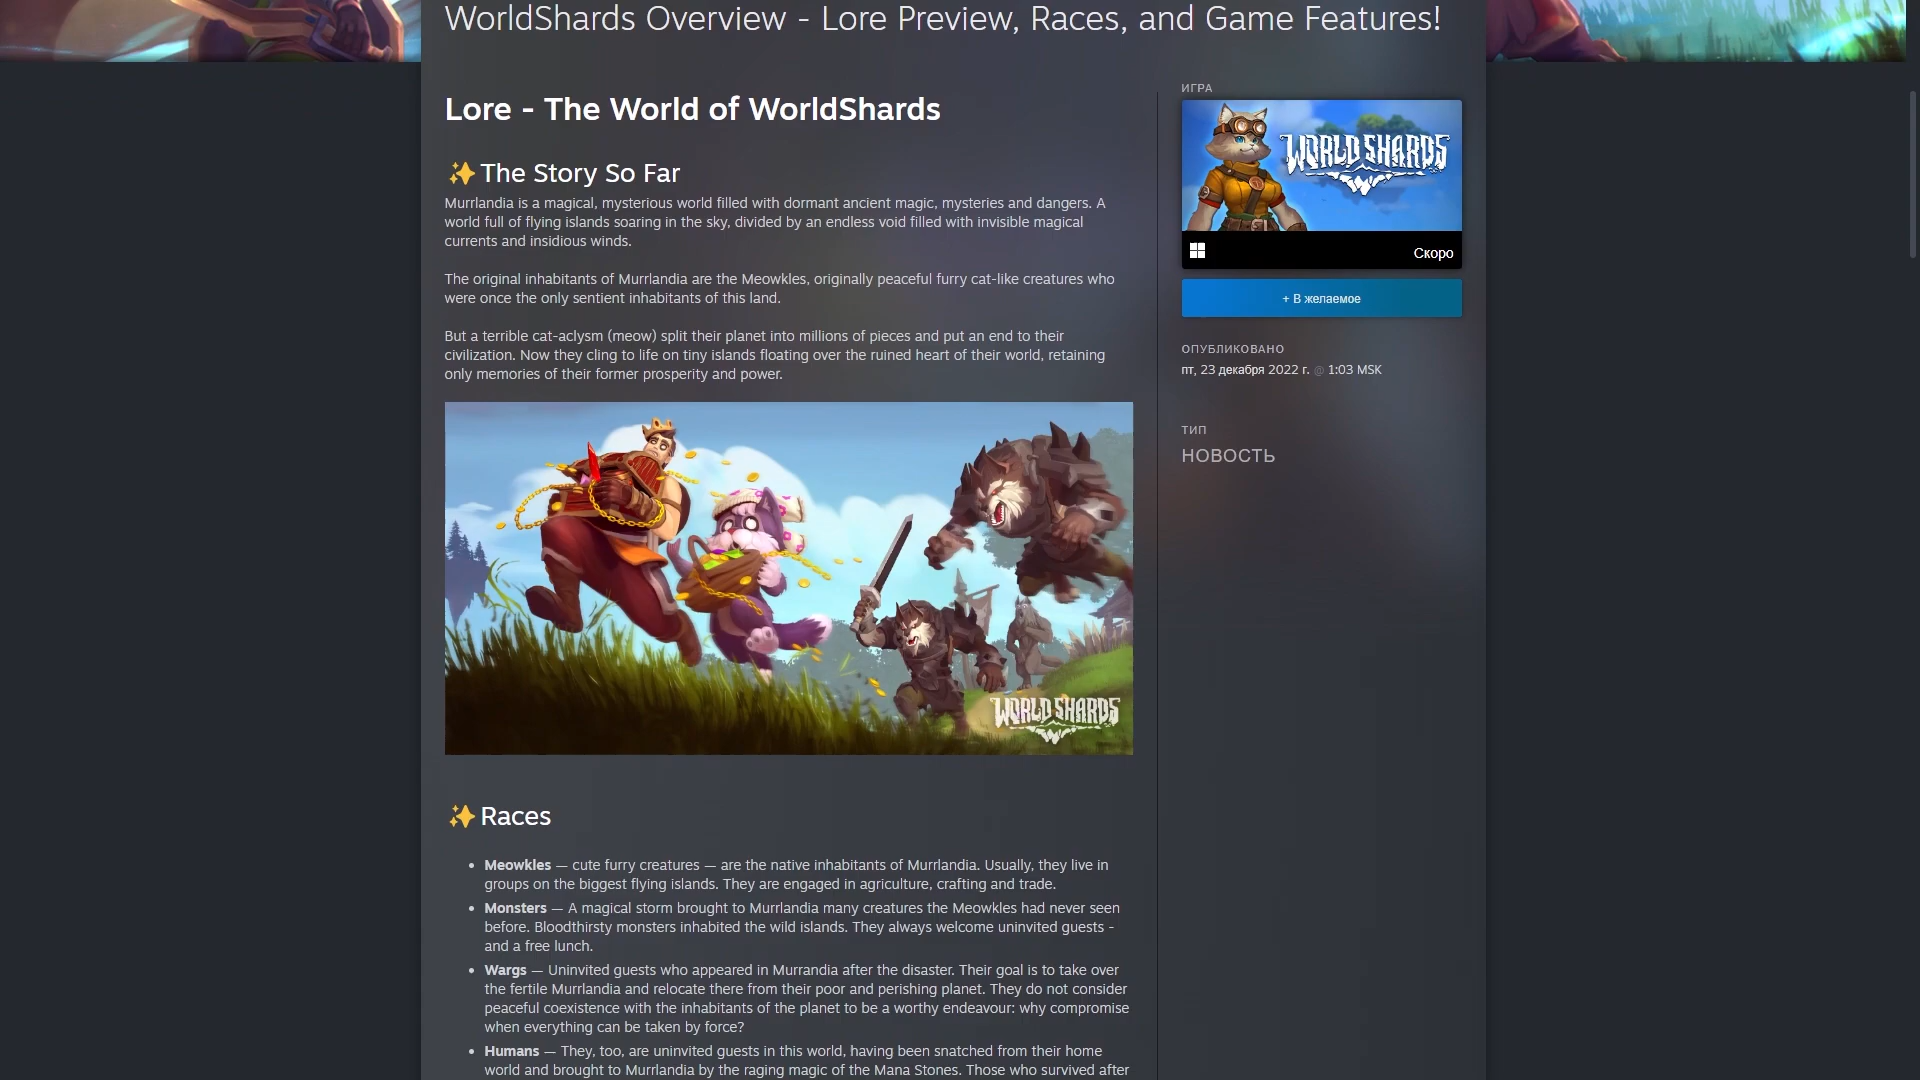 WorldShards Overview - Lore Preview, Races, and Game Features!
Lore - The World of WorldShards
✨The Story So Far
Murrlandia is a magical, mysterious world filled with dormant ancient magic, mysteries and dangers. A
world full of flying islands soaring in the sky, divided by an endless void filled with invisible magical
currents and insidious winds.
The original inhabitants of Murrlandia are the Meowkles, originally peaceful furry cat-like creatures who
were once the only sentient inhabitants of this land.
But a terrible cat-aclysm (meow) split their planet into millions of pieces and put an end to their
civilization. Now they cling to life on tiny islands floating over the ruined heart of their world, retaining
only memories of their former prosperity and power.
WORLD SHARDS
✨Races
• Meowkles — cute furry creatures — are the native inhabitants of Murrlandia. Usually, they live in
groups on the biggest flying islands. They are engaged in agriculture, crafting and trade.
• Monsters — A magical storm brought to Murrlandia many creatures the Meowkles had never seen
before. Bloodthirsty monsters inhabited the wild islands. They always welcome uninvited guests -
and a free lunch.
• Wargs — Uninvited guests who appeared in Murrandia after the disaster. Their goal is to take over
the fertile Murrlandia and relocate there from their poor and perishing planet. They do not consider
peaceful coexistence with the inhabitants of the planet to be a worthy endeavour: why compromise
when everything can be taken by force?
• Humans — They, too, are uninvited guests in this world, having been snatched from their home
world and brought to Murrlandia by the raging magic of the Mana Stones. Those who survived after
ИГРА
WORLD SHARDS
Скоро
+ В желаемое
ОПУБЛИКОВАНО
пт, 23 декабря 2022 г. @ 1:03 MSK
ТИП
НОВОСТЬ